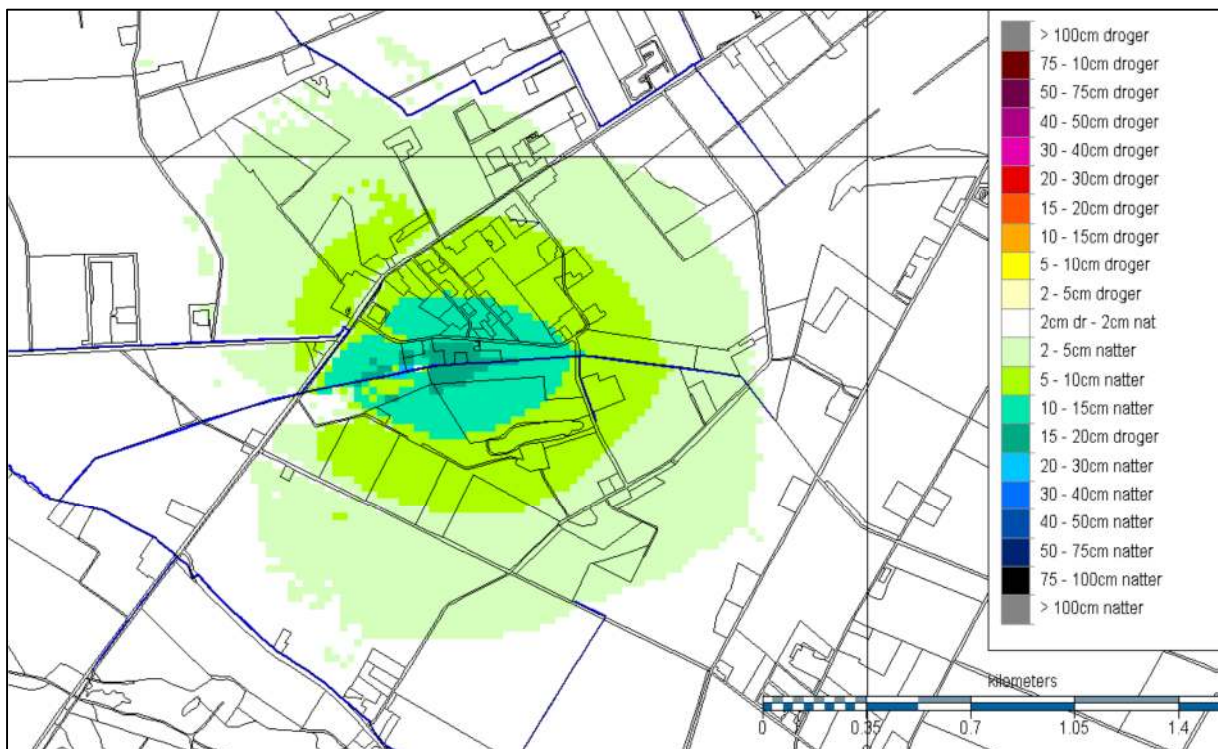 > 100cm droger
75 - 10cm droger
50 - 75cm droger
40 - 50cm droger
30 - 40cm droger
20 - 30cm droger
15 - 20cm droger
10 - 15cm droger
5 - 10cm droger
2 - 5cm droger
2cm dr - 2cm nat
2 - 5cm natter
5 - 10cm natter
10 - 15cm natter
15 - 20cm droger
20 - 30cm natter
30 - 40cm natter
40 - 50cm natter
50 - 75cm natter
75 - 100cm natter
> 100cm natter
kilometers
0 0.35 0.7 1.05 1.4